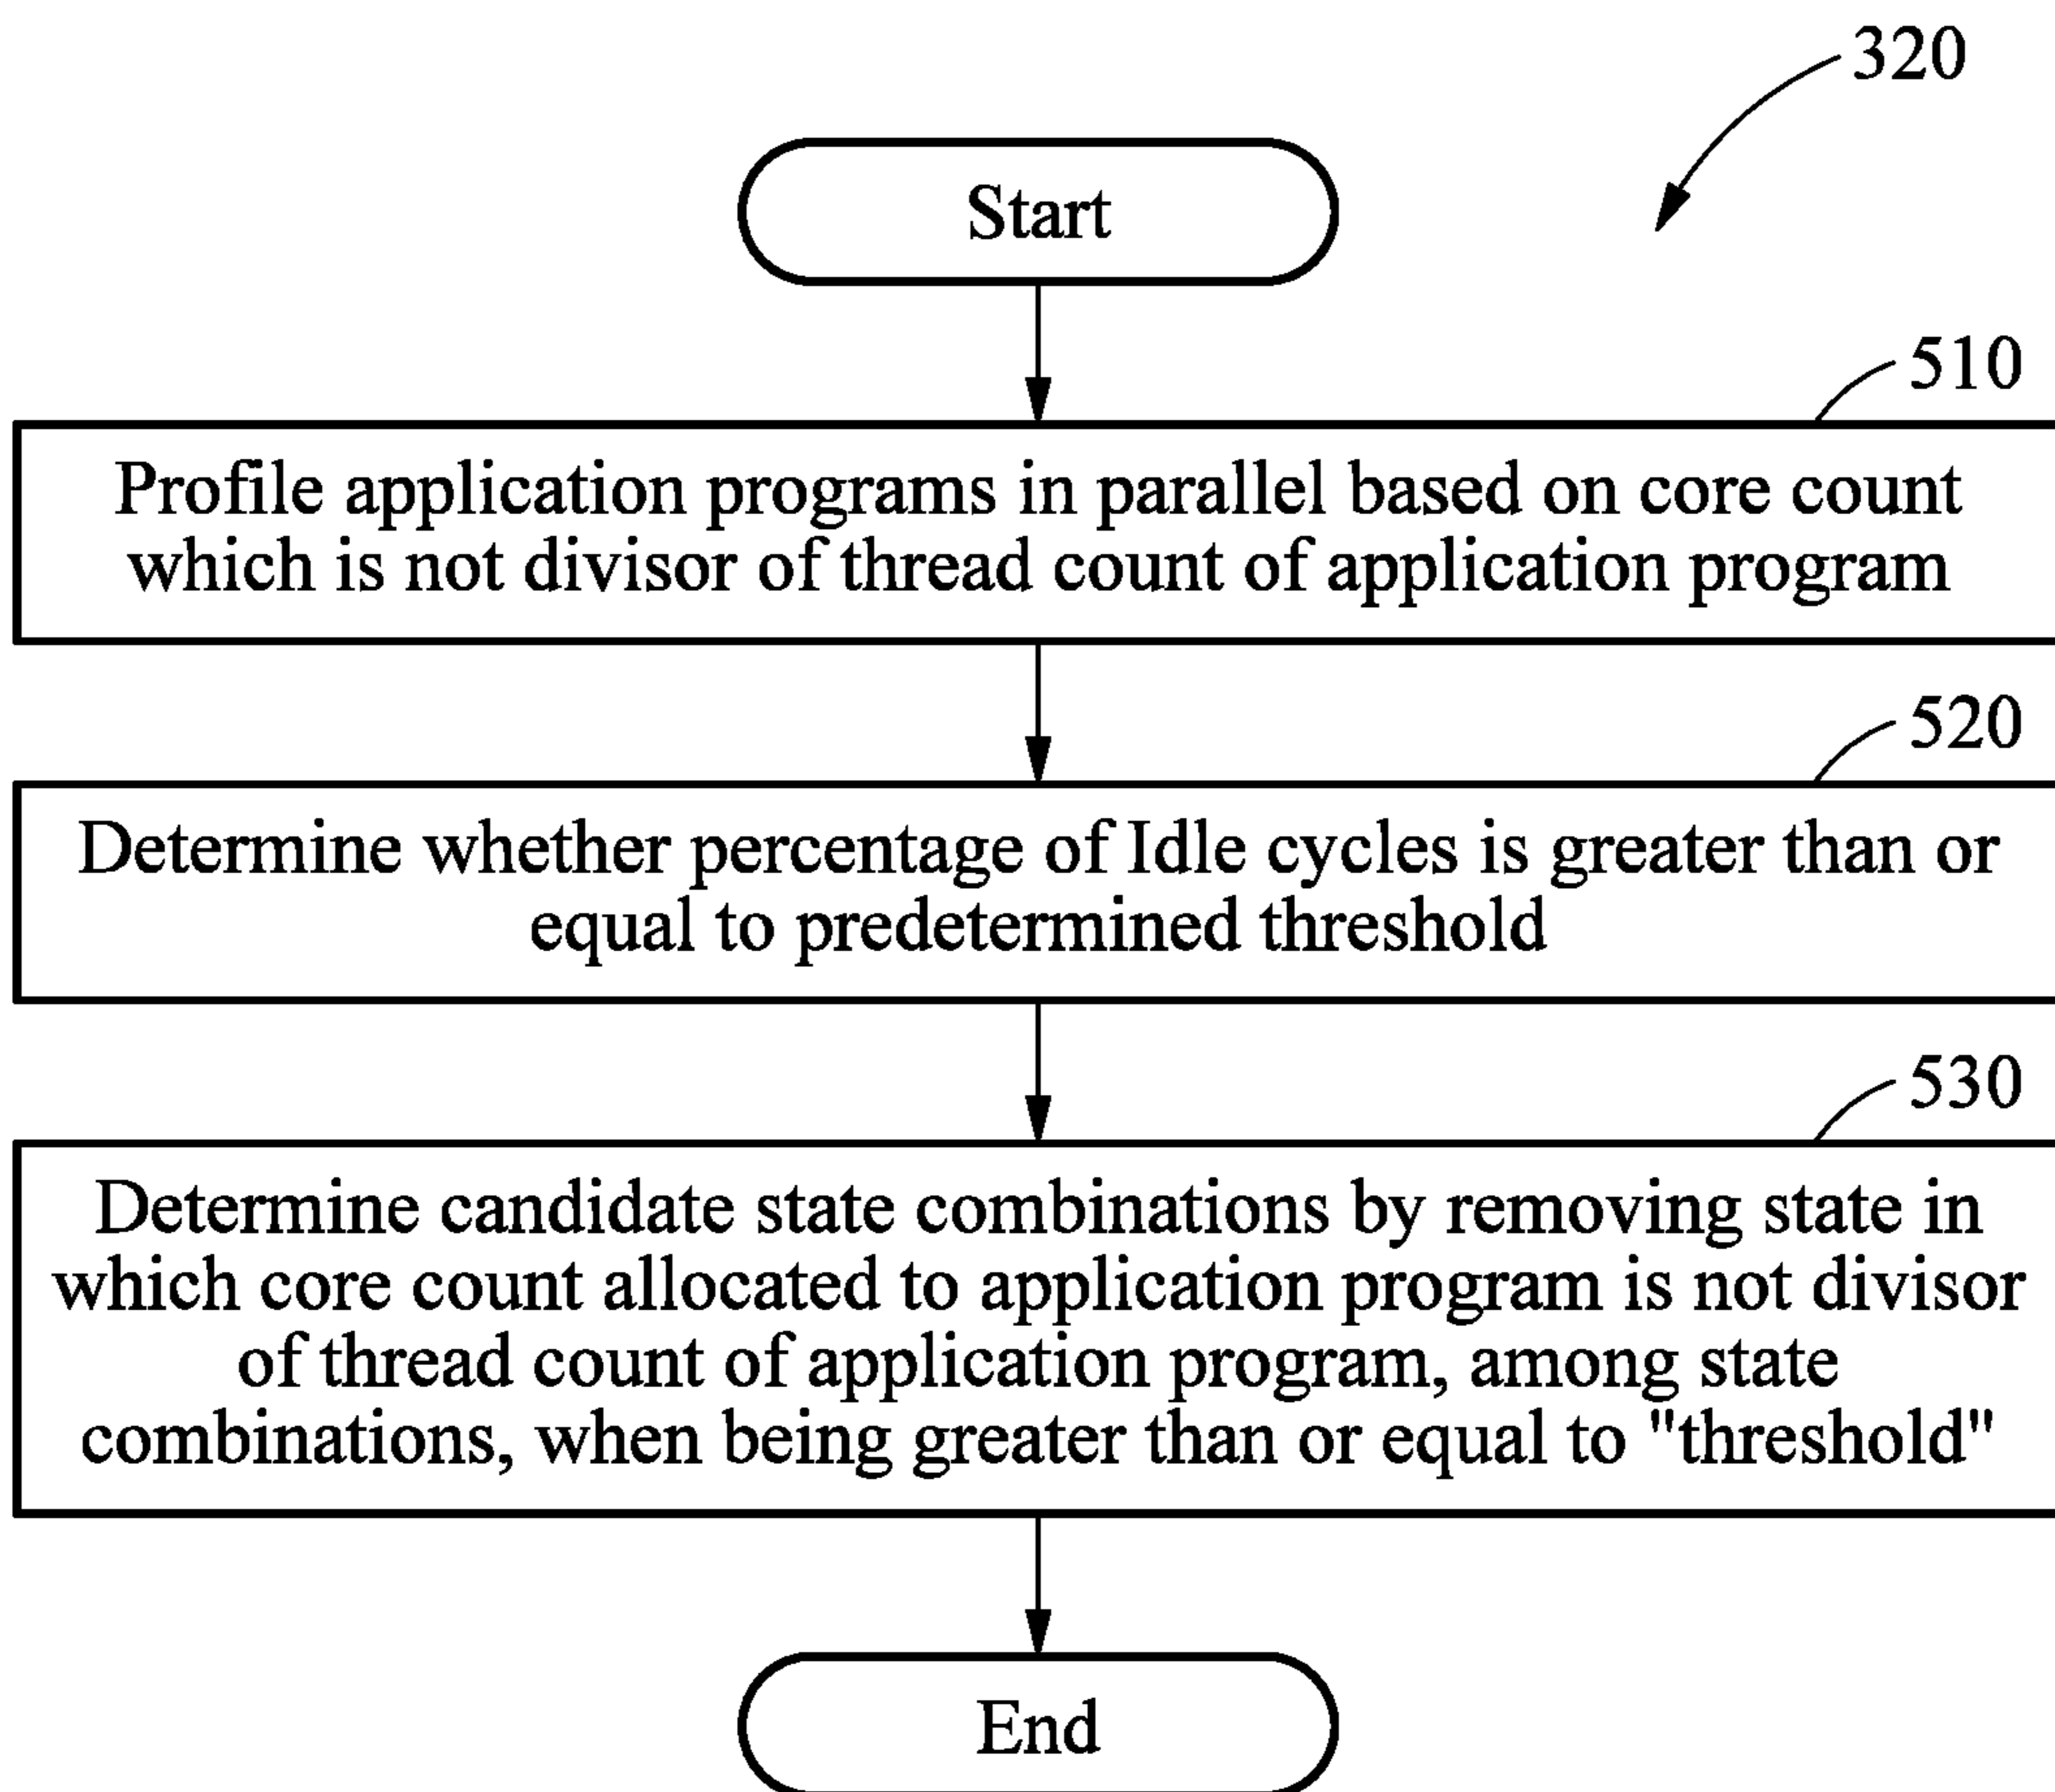 320
Start
510
Profile application programs in parallel based on core count
which is not divisor of thread count of application program
520
Determine whether percentage of Idle cycles is greater than or
equal to predetermined threshold
530
Determine candidate state combinations by removing state in
which core count allocated to application program is not divisor
of thread count of application program, among state
combinations, when being greater than or equal to "threshold"
End